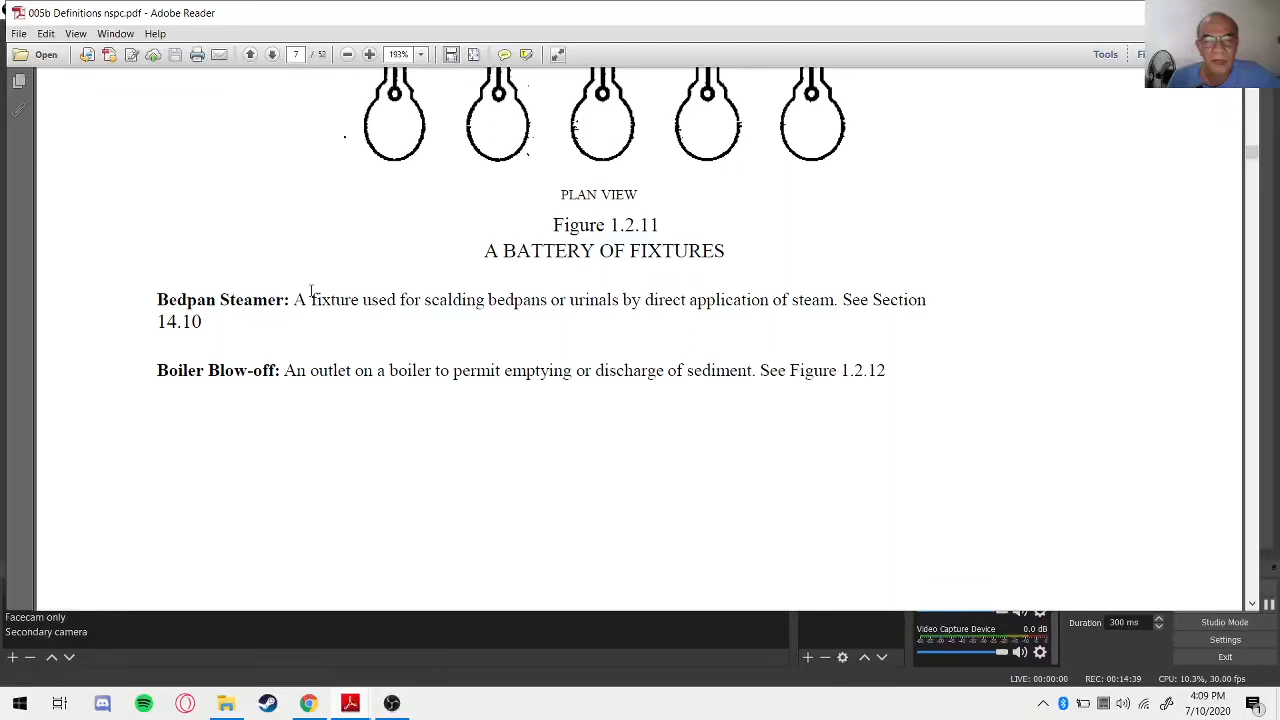 005b Definitions nspc.pdf - Adobe Reader
File Edit View Window Help
Open 7 / 52 193% Tools
PLAN VIEW
Figure 1.2.11
A BATTERY OF FIXTURES
Bedpan Steamer: A fixture used for scalding bedpans or urinals by direct application of steam. See Section
14.10
Boiler Blow-off: An outlet on a boiler to permit emptying or discharge of sediment. See Figure 1.2.12
Facecam only
Secondary camera
Video Capture Device 0.0 dB
Duration 300 ms
Studio Mode
Settings
Exit
LIVE: 00:00:00 REC: 00:14:39 CPU: 10.3%, 30.00 fps
4:09 PM
7/10/2020